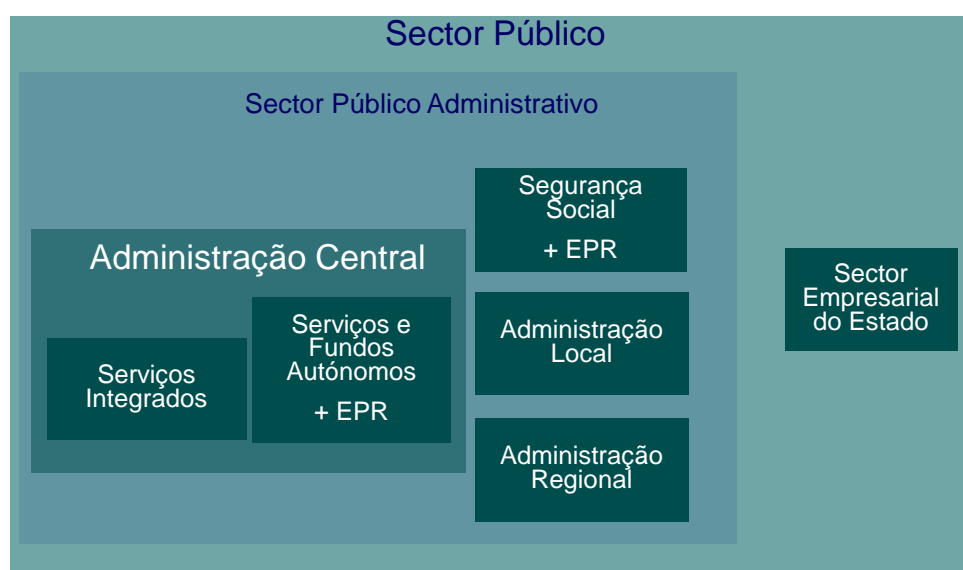 Sector Público
Sector Público Administrativo
Administração Central
Serviços
Integrados
Serviços e
Fundos
Autónomos
+ EPR
Segurança
Social
+ EPR
Administração
Local
Administração
Regional
Sector
Empresarial
do Estado